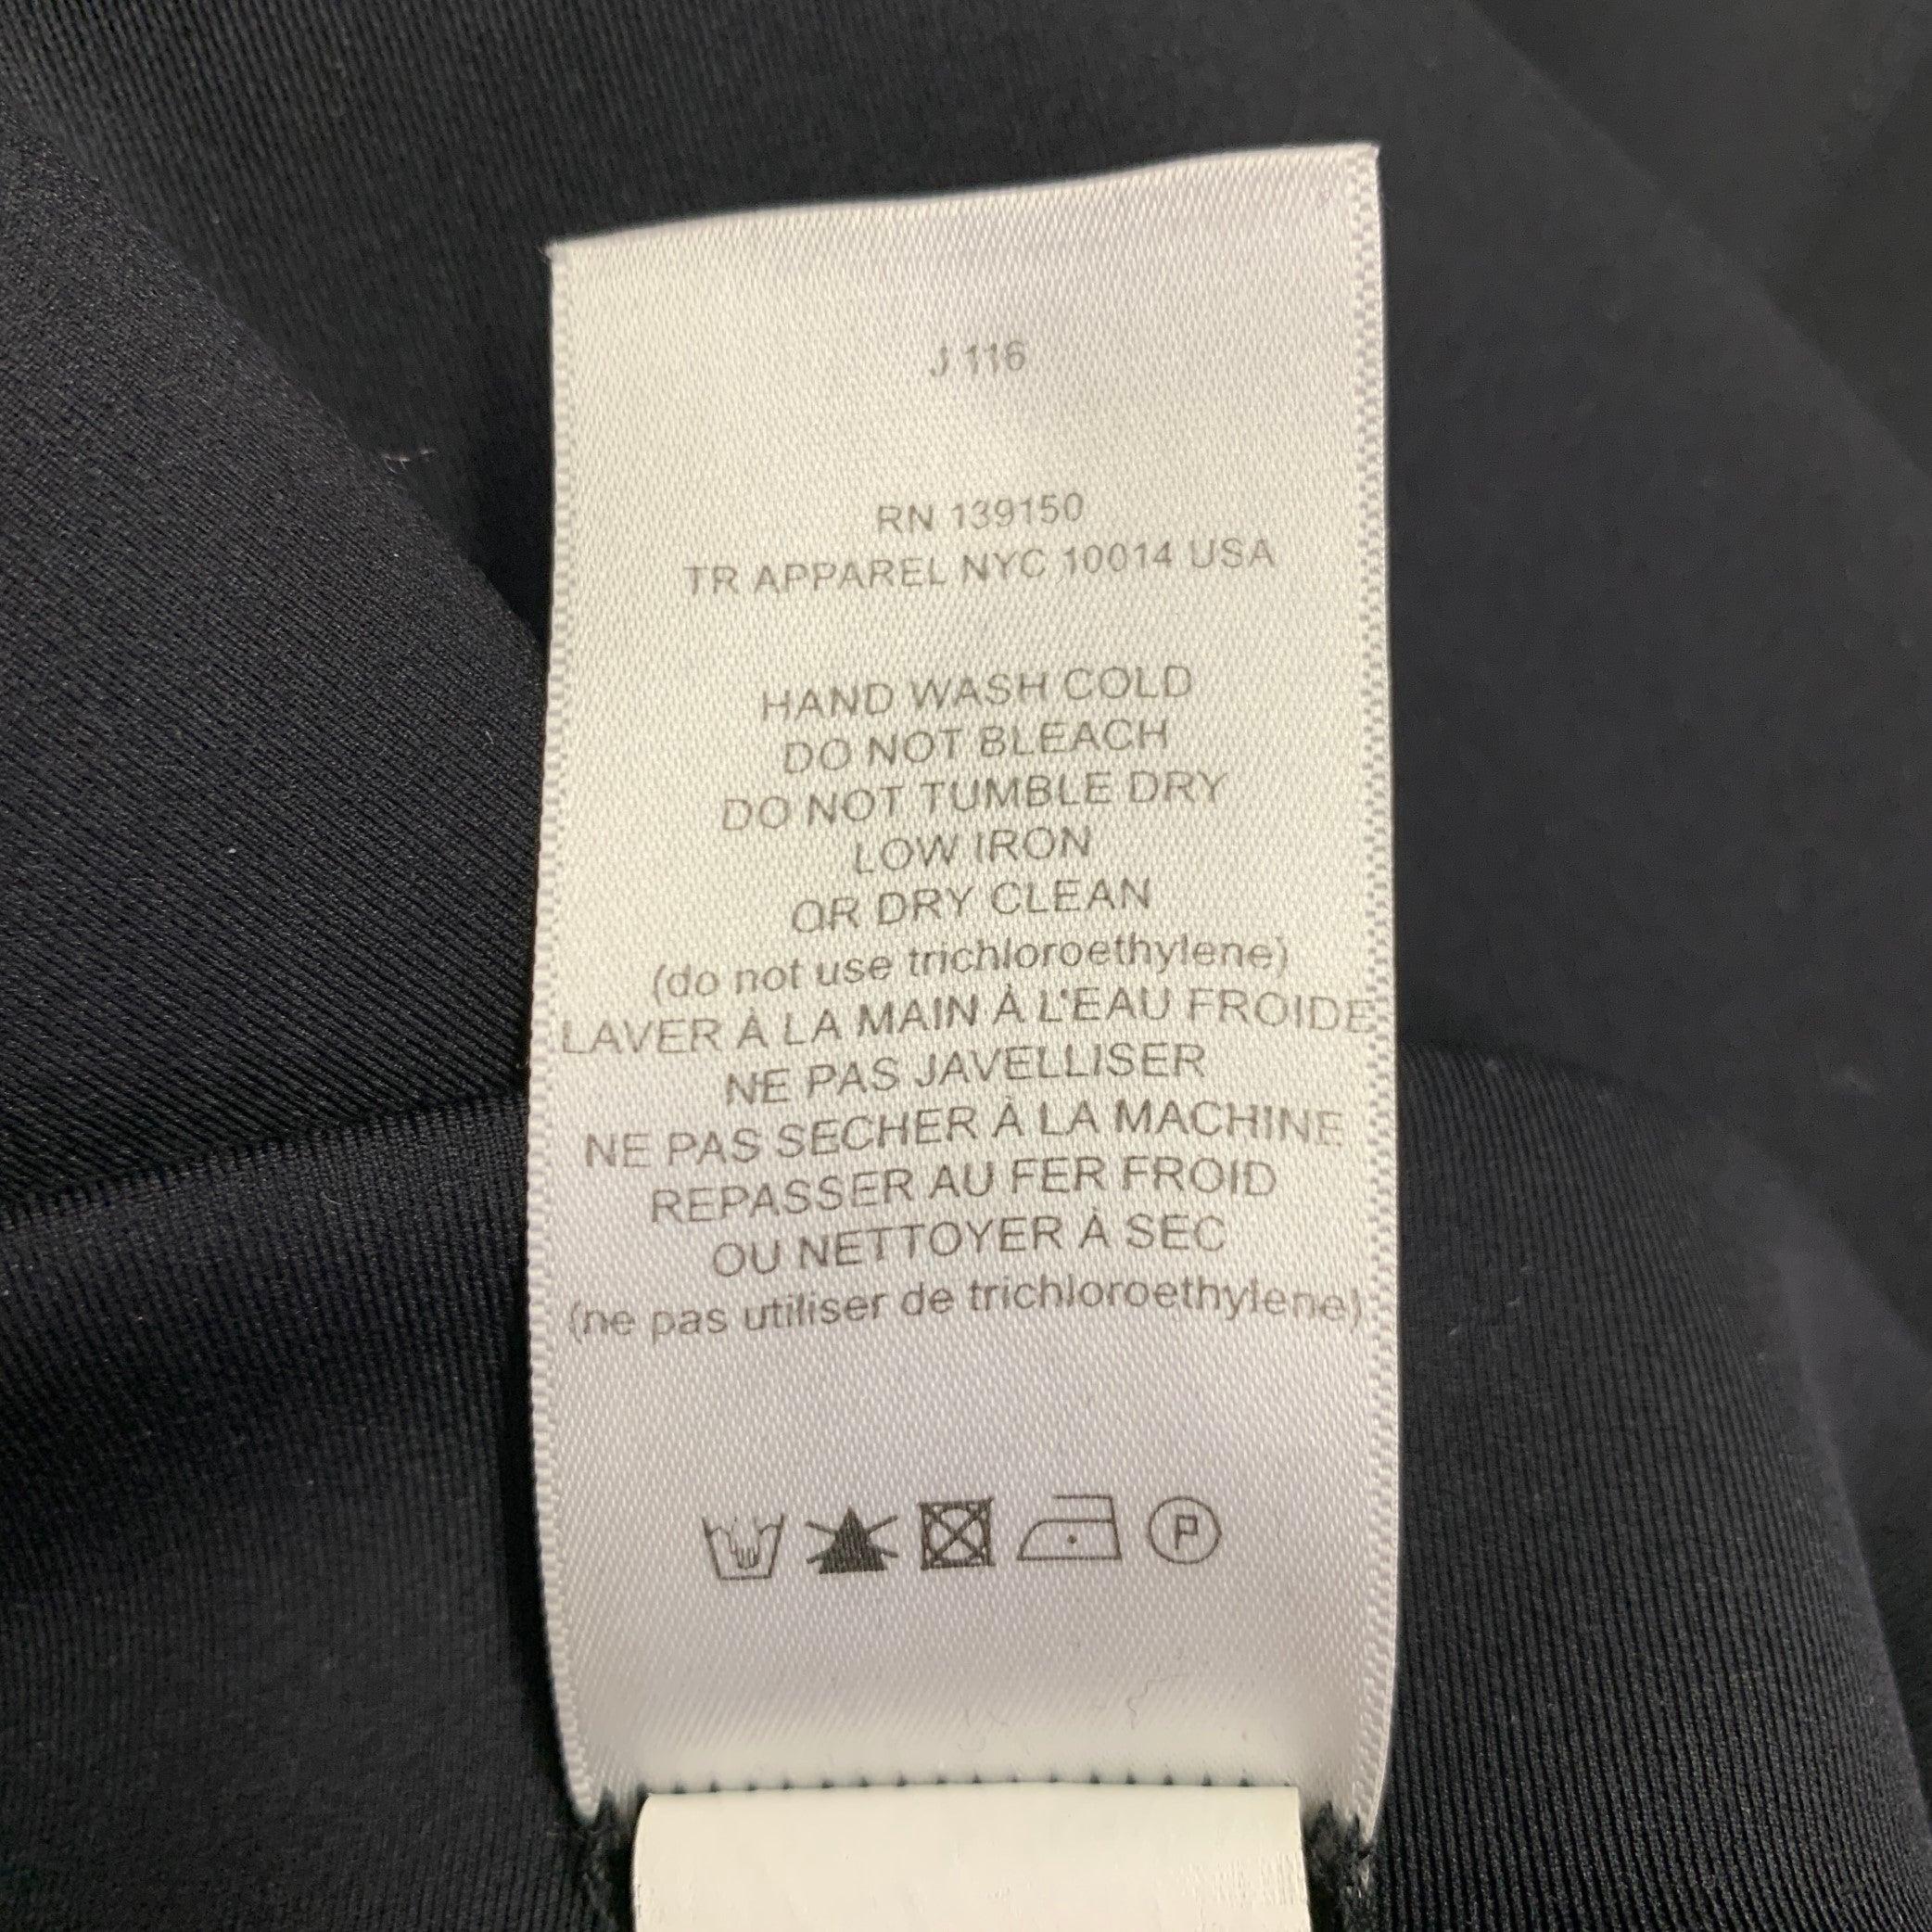 J 116
RN 139150
TR APPAREL NYC 10014 USA
HAND WASH COLD
DO NOT BLEACH
DO NOT TUMBLE DRY
LOW IRON
OR DRY CLEAN
(do not use trichloroethylene)
LAVER À LA MAIN À L'EAU FROIDE
NE PAS JAVELLISER
NE PAS SECHER À LA MACHINE
REPASSER AU FER FROID
OU NETTOYER À SEC
(ne pas utiliser de trichloroethylene)
P